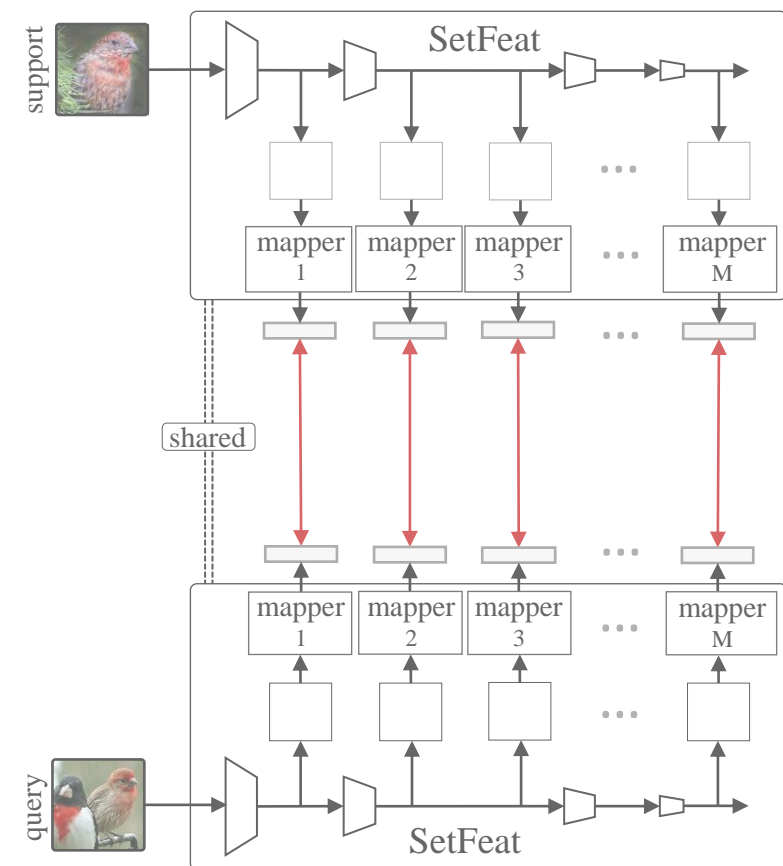 SetFeat
support
mapper
1
mapper
2
mapper
3
...
mapper
M
shared
mapper
1
mapper
2
mapper
3
...
mapper
M
query
SetFeat